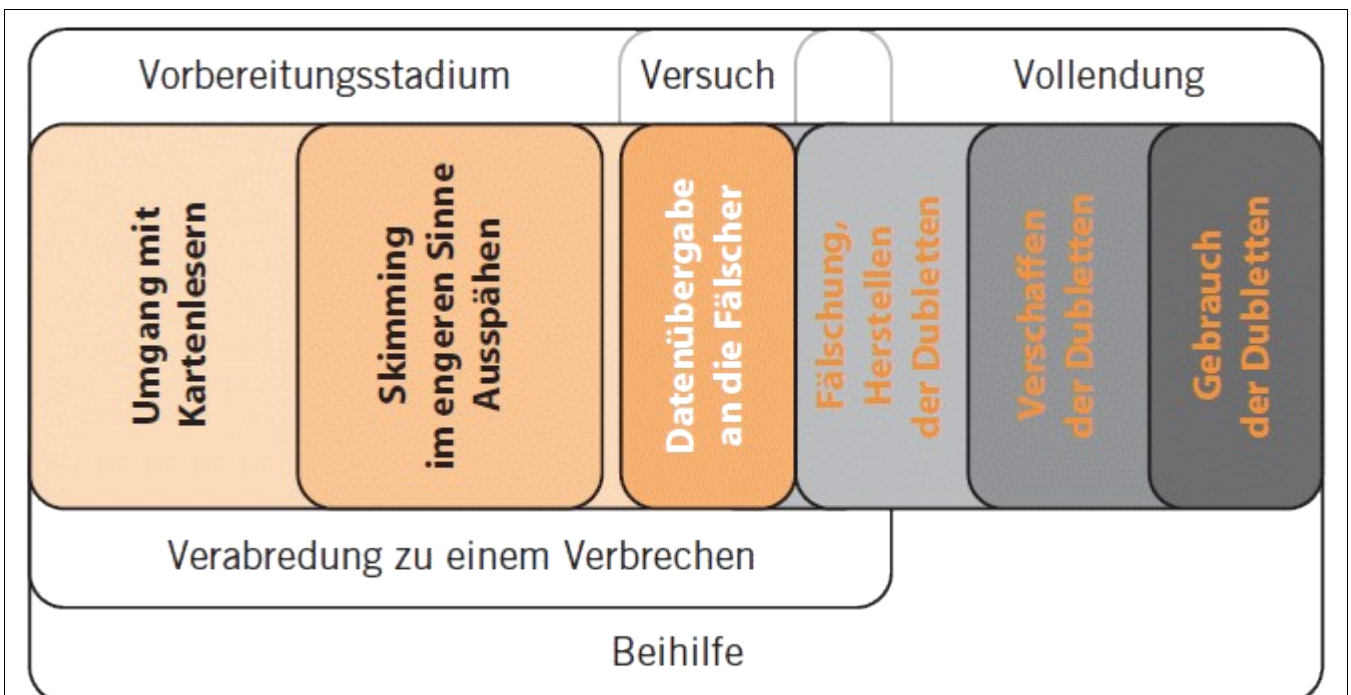 Vorbereitungsstadium
Versuch
Vollendung
Umgang mit
Kartenlesern
Skimming
im engeren Sinne
Ausspähen
Datenübergabe
an die Fälscher
Fälschung,
Herstellen
der Dubletten
Verschaffen
der Dubletten
Gebrauch
der Dubletten
Verabredung zu einem Verbrechen
Beihilfe